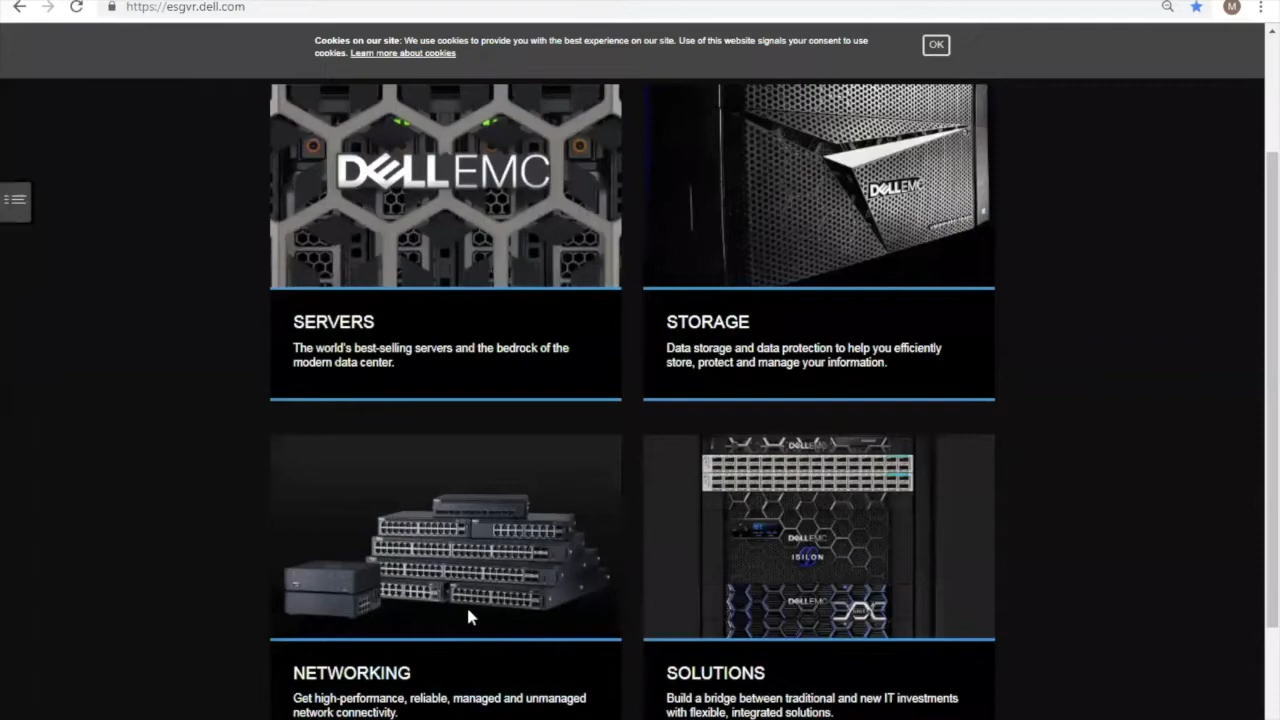 https://esgvr.dell.com
M
Cookies on our site: We use cookies to provide you with the best experience on our site. Use of this website signals your consent to use
cookies. Learn more about cookies
OK
DELLEMC
DELLEMC
SERVERS
The world's best-selling servers and the bedrock of the
modern data center.
STORAGE
Data storage and data protection to help you efficiently
store, protect and manage your information.
DELLEMC
DELLEMC
ISILON
DELLEMC
NETWORKING
Get high-performance, reliable, managed and unmanaged
network connectivity.
SOLUTIONS
Build a bridge between traditional and new IT investments
with flexible, integrated solutions.